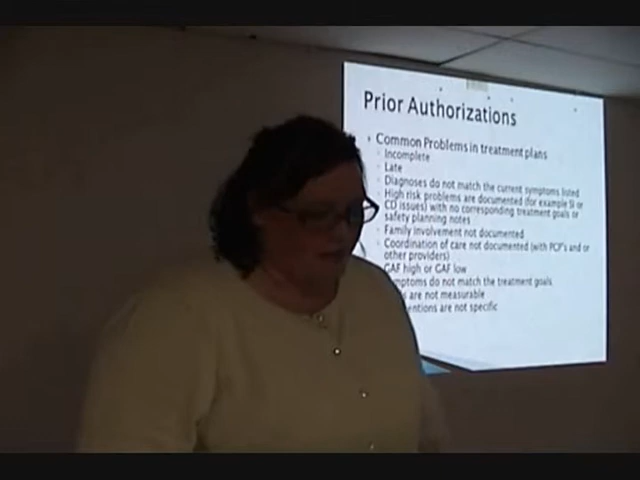 Prior Authorizations
Common Problems in treatment plans
Incomplete
Late
Diagnoses do not match the current symptoms listed
High risk problems are documented (for example SI or
CD issues) with no corresponding treatment goals or
safety planning notes
Family involvement not documented
Coordination of care not documented (with PCP's and or
other providers)
GAF high or GAF low
mptoms do not match the treatment goals
are not measurable
entions are not specific